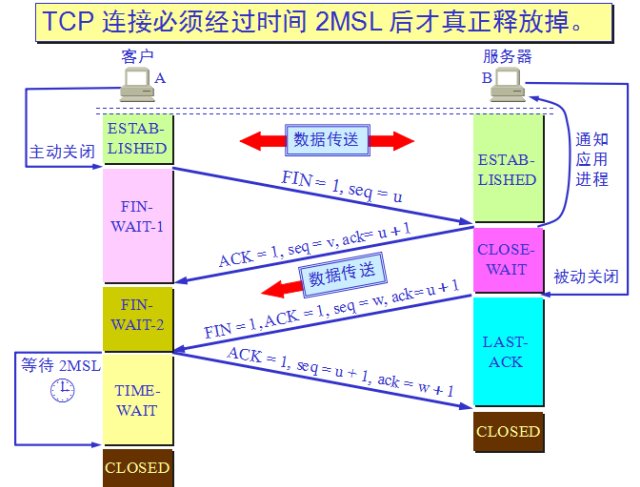 TCP 连接必须经过时间 2MSL 后才真正释放掉。
客户
服务器
A
B
主动关闭
ESTAB-
LISHED
数据传送
ESTAB-
LISHED
通知
应用
进程
FIN = 1, seq = u
FIN-
WAIT-1
ACK = 1, seq = v, ack= u + 1
CLOSE-
WAIT
数据传送
被动关闭
FIN-
WAIT-2
FIN = 1, ACK = 1, seq = w, ack= u + 1
LAST-
ACK
等待 2MSL
ACK = 1, seq = u + 1, ack = w + 1
TIME-
WAIT
CLOSED
CLOSED